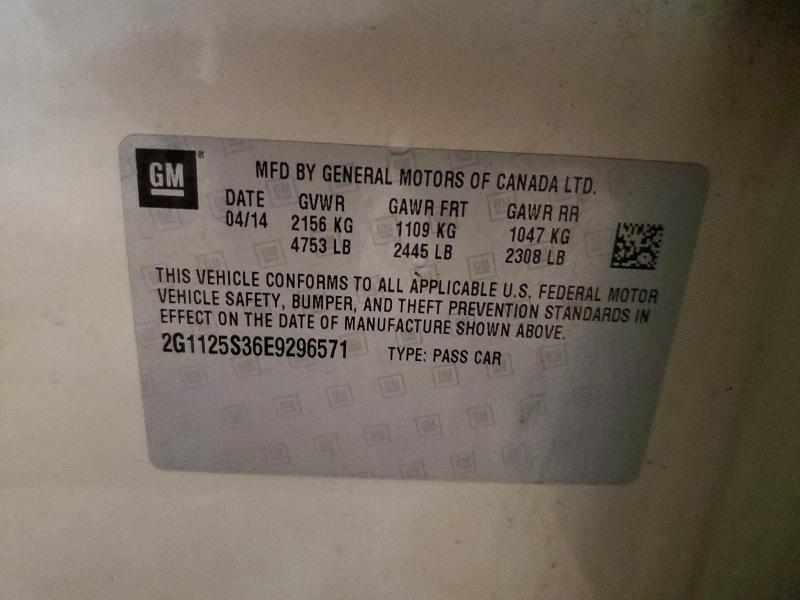 GM®
MFD BY GENERAL MOTORS OF CANADA LTD.
DATE GVWR GAWR FRT GAWR RR
04/14 2156 KG 1109 KG 1047 KG
4753 LB 2445 LB 2308 LB
THIS VEHICLE CONFORMS TO ALL APPLICABLE U.S. FEDERAL MOTOR
VEHICLE SAFETY, BUMPER, AND THEFT PREVENTION STANDARDS IN
EFFECT ON THE DATE OF MANUFACTURE SHOWN ABOVE.
2G1125S36E9296571 TYPE: PASS CAR